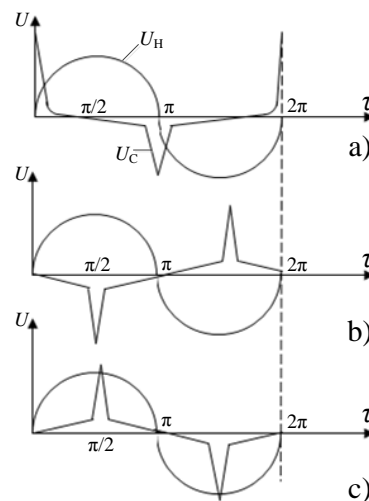 U U_H
π/2 π 2π τ
U_C
a)
U
π/2 π 2π τ
b)
U
π 2π τ
π/2
c)